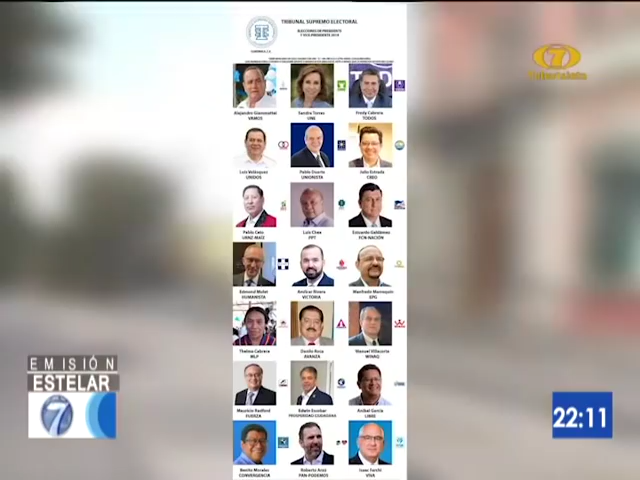 TRIBUNAL SUPREMO ELECTORAL
ELECCIONES DE PRESIDENTE
Y VICE-PRESIDENTE 2019
Telenoticias
Alejandro Giammattei
VAMOS
Sandra Torres
UNE
Fredy Cabrera
TODOS
Luis Velásquez
UNIDOS
Pablo Duarte
UNIONISTA
Julio Estrada
CREO
Pablo Ceto
URNG-MAIZ
Luis Chea
PPT
Estuardo Galdámez
FCN-NACIÓN
Edmond Mulet
HUMANISTA
Amílcar Rivera
VICTORIA
Manfredo Marroquín
EPG
Thelma Cabrera
MLP
Danilo Roca
AVANZA
Manuel Villacorta
WINAQ
Mauricio Radford
FUERZA
Edwin Escobar
PROSPERIDAD CIUDADANA
Aníbal García
LIBRE
Benito Morales
CONVERGENCIA
Roberto Arzú
PAN-PODEMOS
Isaac Farchi
VIVA
EMISIÓN
ESTELAR
7
22:11